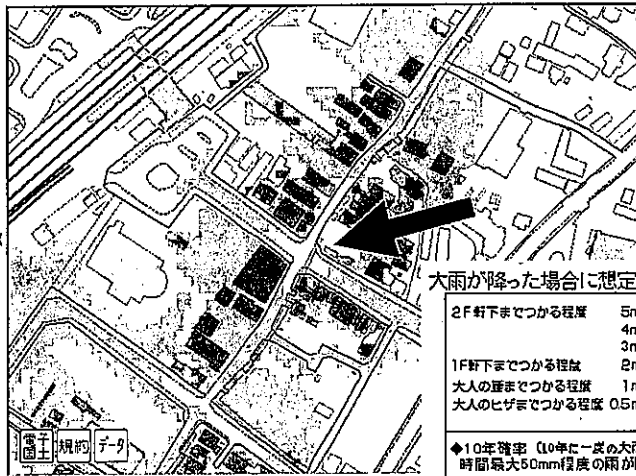 大雨が降った場合に想定
2F軒下までつかる程度 5m
4m
3m
1F軒下までつかる程度 2m
大人の腰までつかる程度 1m
大人のヒザまでつかる程度 0.5m
◆10年確率 (10年に一度の大雨
時間最大50mm程度の雨が
電子国土 規約 データ